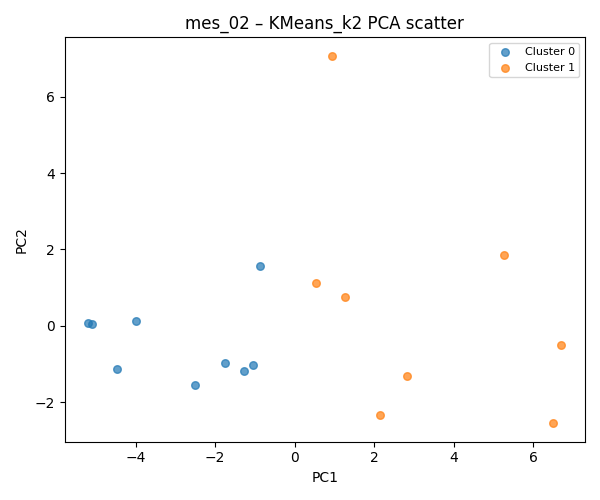 mes_02 – KMeans_k2 PCA scatter
Cluster 0
Cluster 1
6
4
2
0
−2
PC2
−4
−2
0
2
4
6
PC1